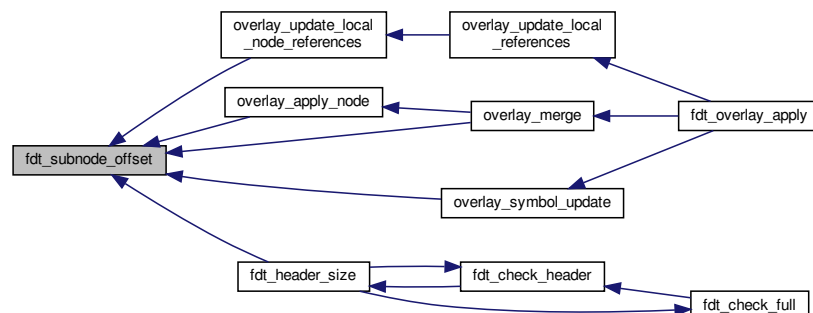 overlay_update_local
_node_references
overlay_update_local
_references
overlay_apply_node
overlay_merge
fdt_overlay_apply
fdt_subnode_offset
overlay_symbol_update
fdt_header_size
fdt_check_header
fdt_check_full